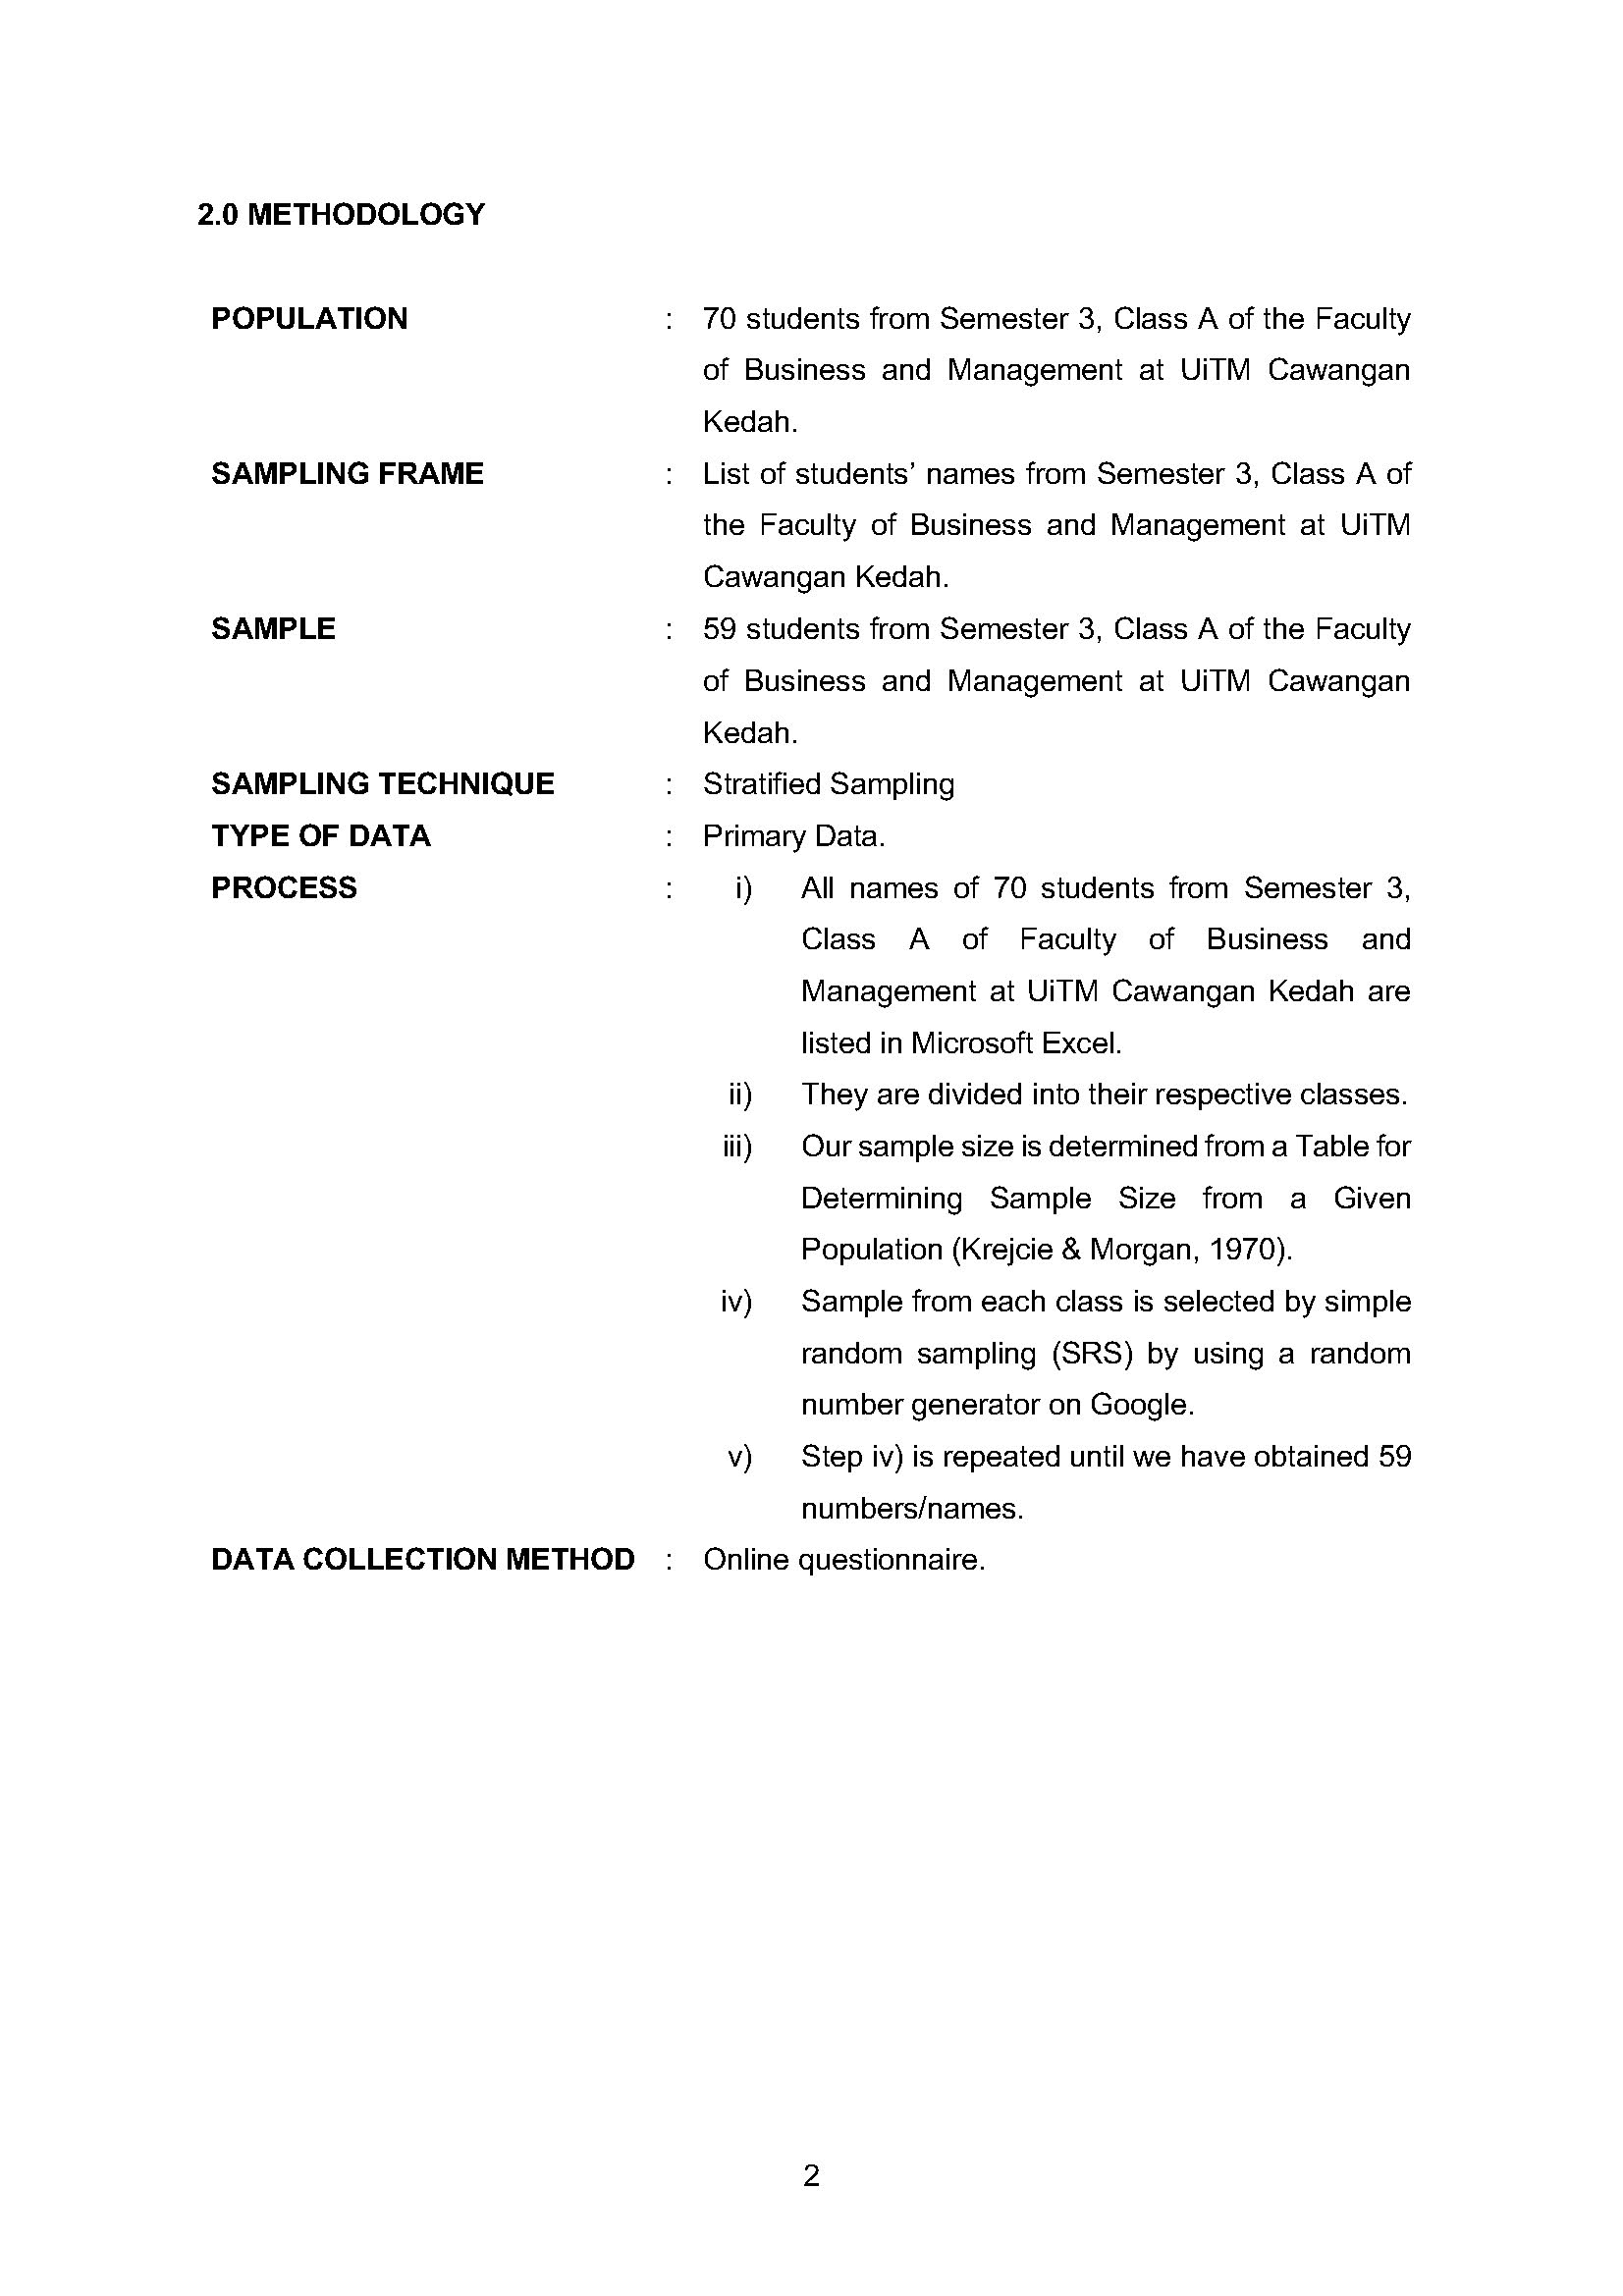 2.0 METHODOLOGY
POPULATION : 70 students from Semester 3, Class A of the Faculty
of Business and Management at UiTM Cawangan
Kedah.
SAMPLING FRAME : List of students’ names from Semester 3, Class A of
the Faculty of Business and Management at UiTM
Cawangan Kedah.
SAMPLE : 59 students from Semester 3, Class A of the Faculty
of Business and Management at UiTM Cawangan
Kedah.
SAMPLING TECHNIQUE : Stratified Sampling
TYPE OF DATA : Primary Data.
PROCESS : i) All names of 70 students from Semester 3,
Class A of Faculty of Business and
Management at UiTM Cawangan Kedah are
listed in Microsoft Excel.
ii) They are divided into their respective classes.
iii) Our sample size is determined from a Table for
Determining Sample Size from a Given
Population (Krejcie & Morgan, 1970).
iv) Sample from each class is selected by simple
random sampling (SRS) by using a random
number generator on Google.
v) Step iv) is repeated until we have obtained 59
numbers/names.
DATA COLLECTION METHOD : Online questionnaire.
2